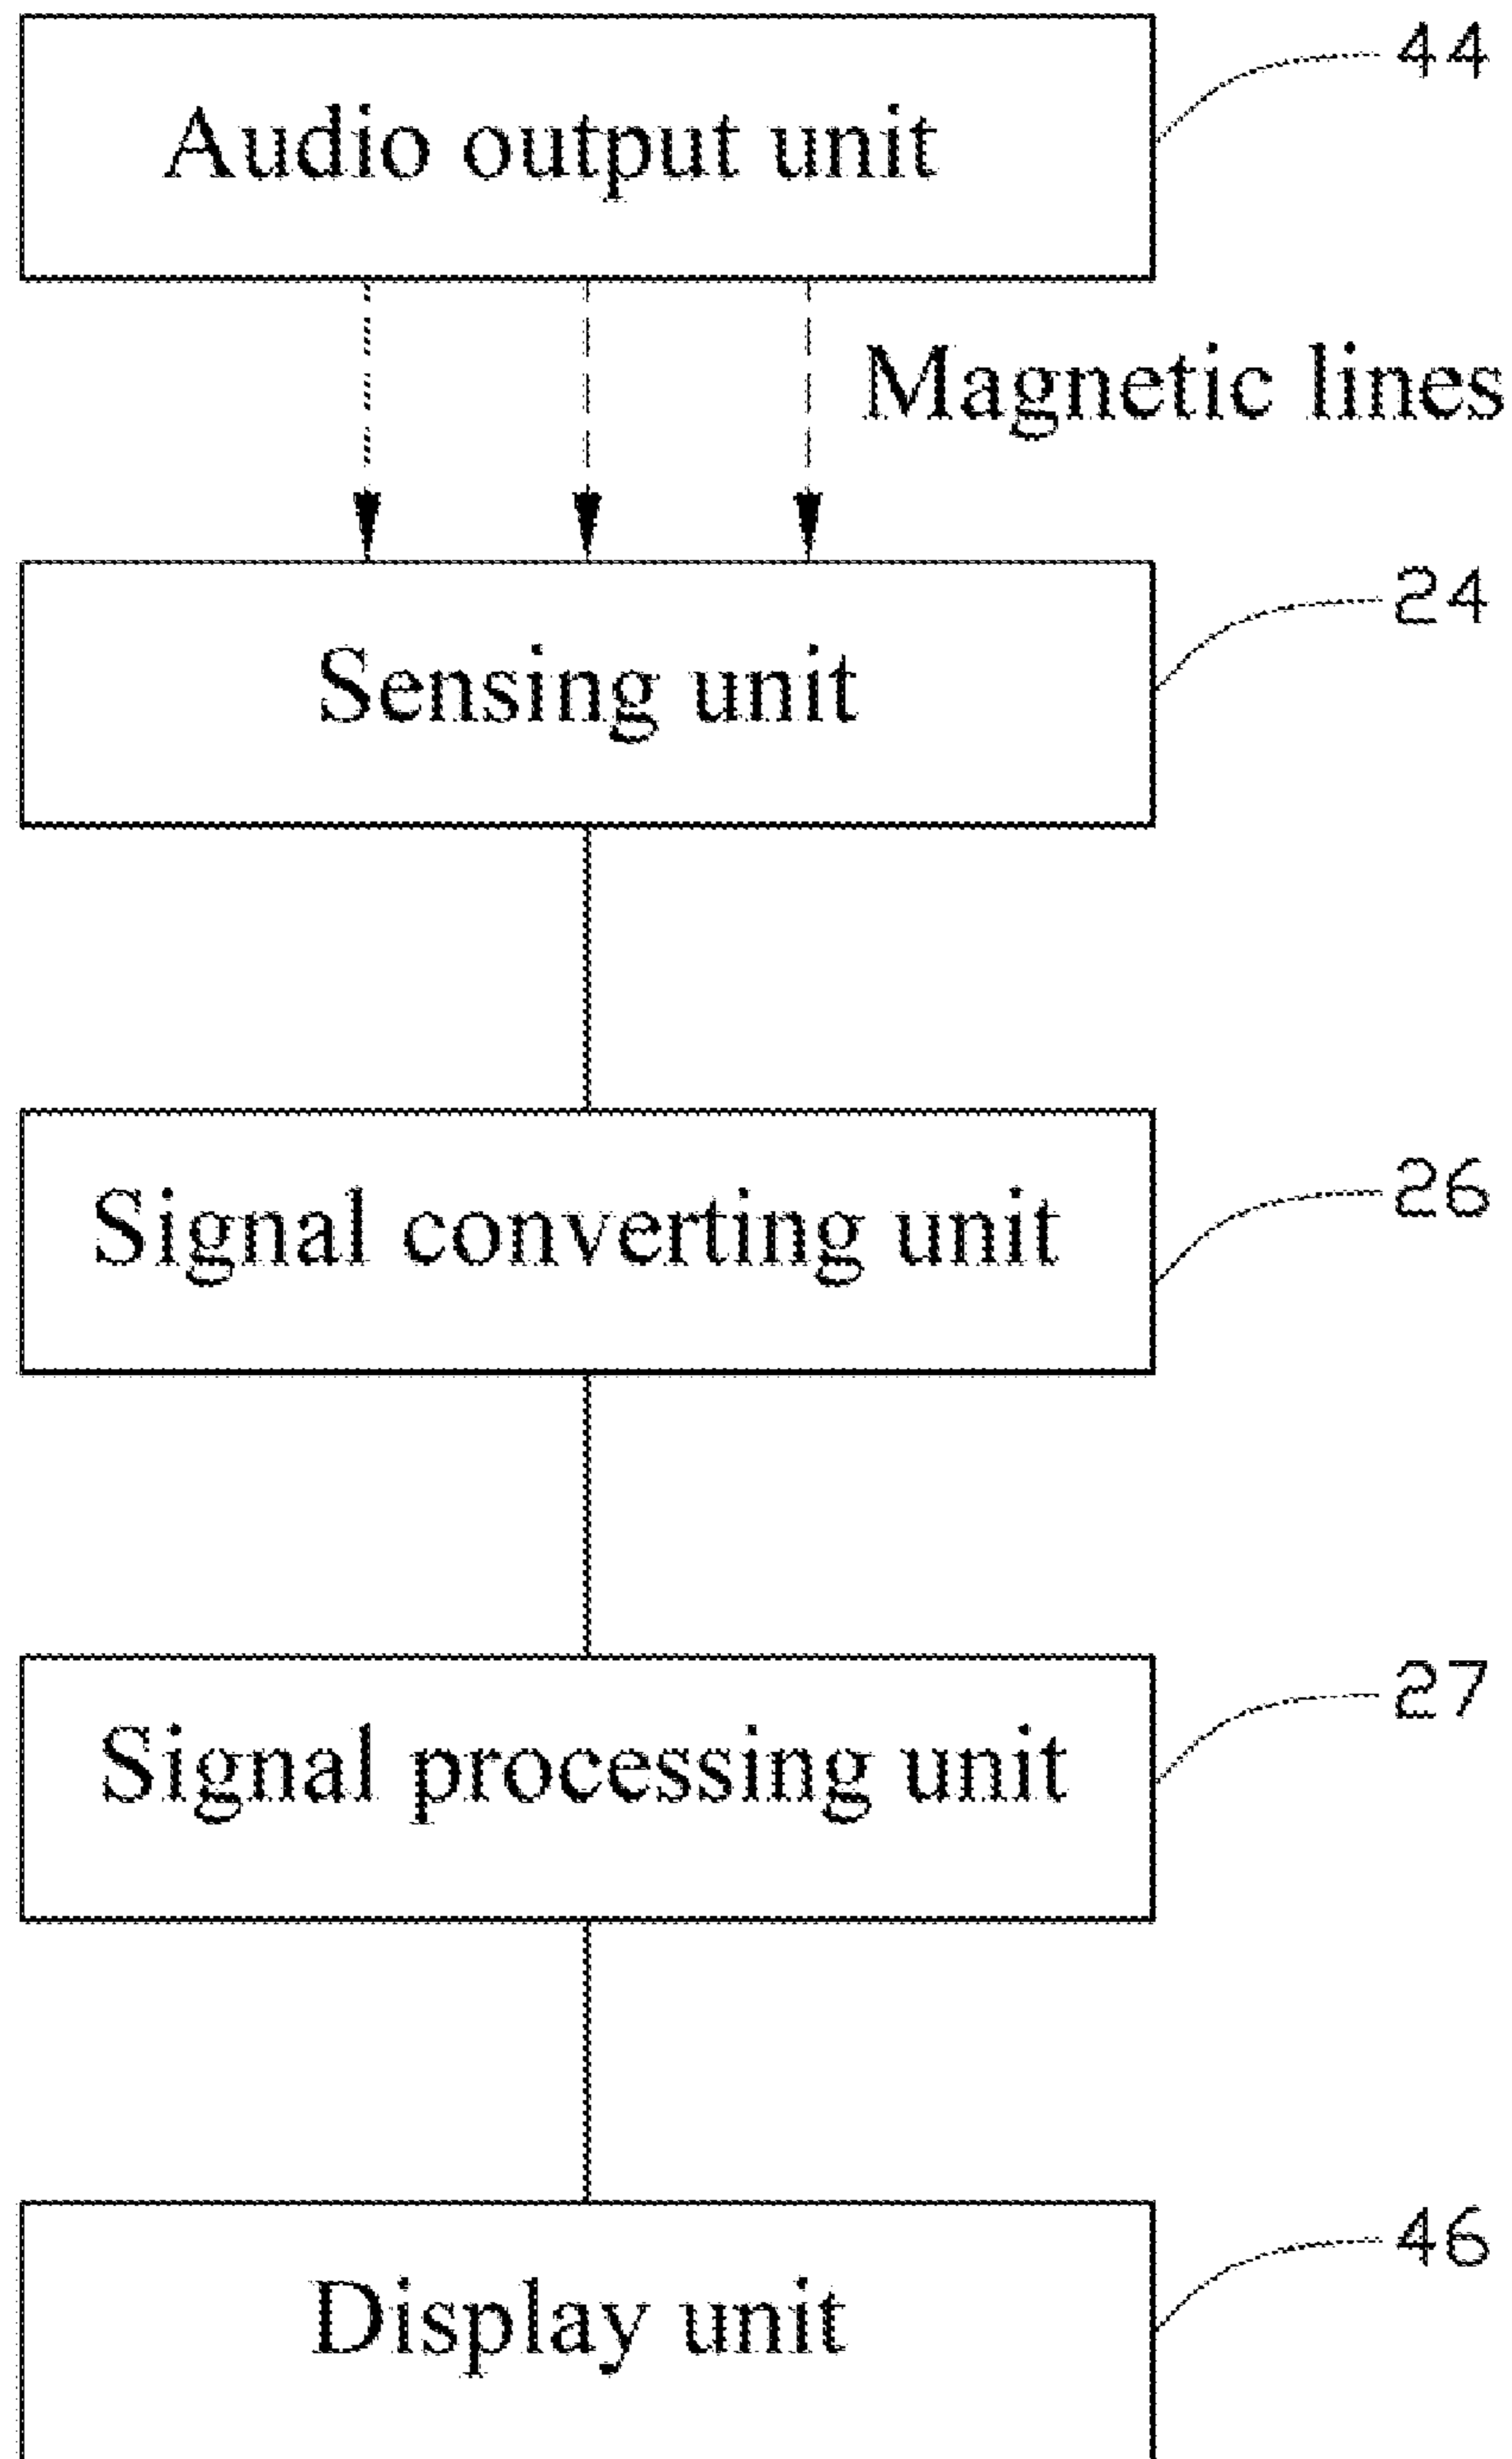 Audio output unit
44
Magnetic lines
Sensing unit
24
Signal converting unit
26
Signal processing unit
27
Display unit
46